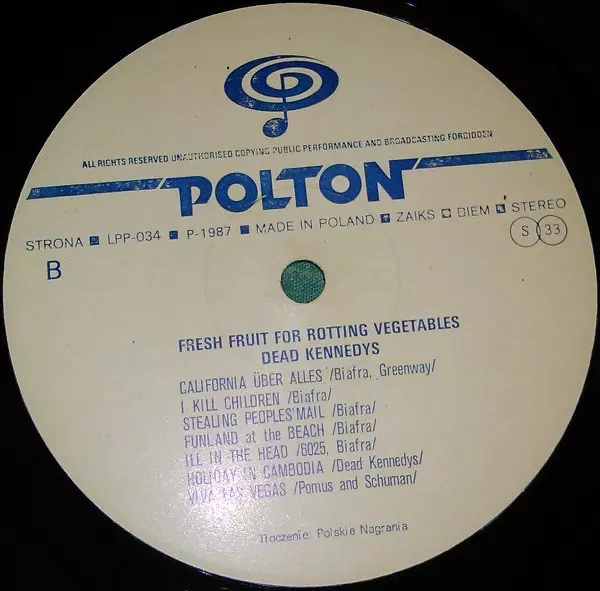 ALL RIGHTS RESERVED UNAUTHORISED COPYING PUBLIC PERFORMANCE AND BROADCASTING FORBIDDEN
POLTON
STRONA ■ LPP-034 ■ P-1987 ■ MADE IN POLAND ■ ZAIKS ■ BIEM ■ STEREO
B
S 33
FRESH FRUIT FOR ROTTING VEGETABLES
DEAD KENNEDYS
CALIFORNIA ÜBER ALLES /Biafra, Greenway/
I KILL CHILDREN /Biafra/
STEALING PEOPLES'MAIL /Biafra/
FUNLAND at the BEACH /Biafra/
ILL IN THE HEAD /6025, Biafra/
HOLIDAY IN CAMBODIA /Dead Kennedys/
VIVA LAS VEGAS /Pomus and Schuman/
Tłoczenie: Polskie Nagrania